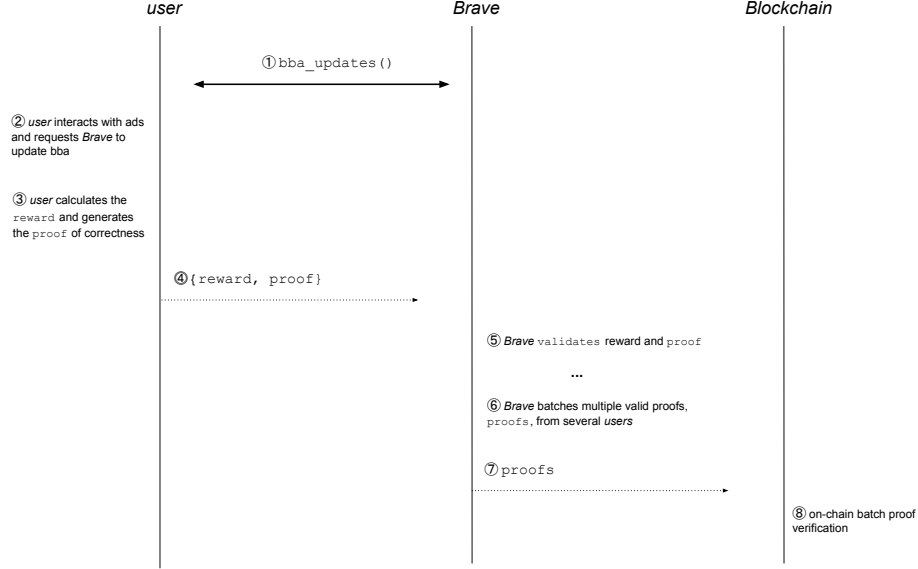 user
Brave
Blockchain
① bba_updates()
② user interacts with ads
and requests Brave to
update bba
③ user calculates the
reward and generates
the proof of correctness
④ {reward, proof}
⑤ Brave validates reward and proof
...
⑥ Brave batches multiple valid proofs,
proofs, from several users
⑦ proofs
⑧ on-chain batch proof
verification